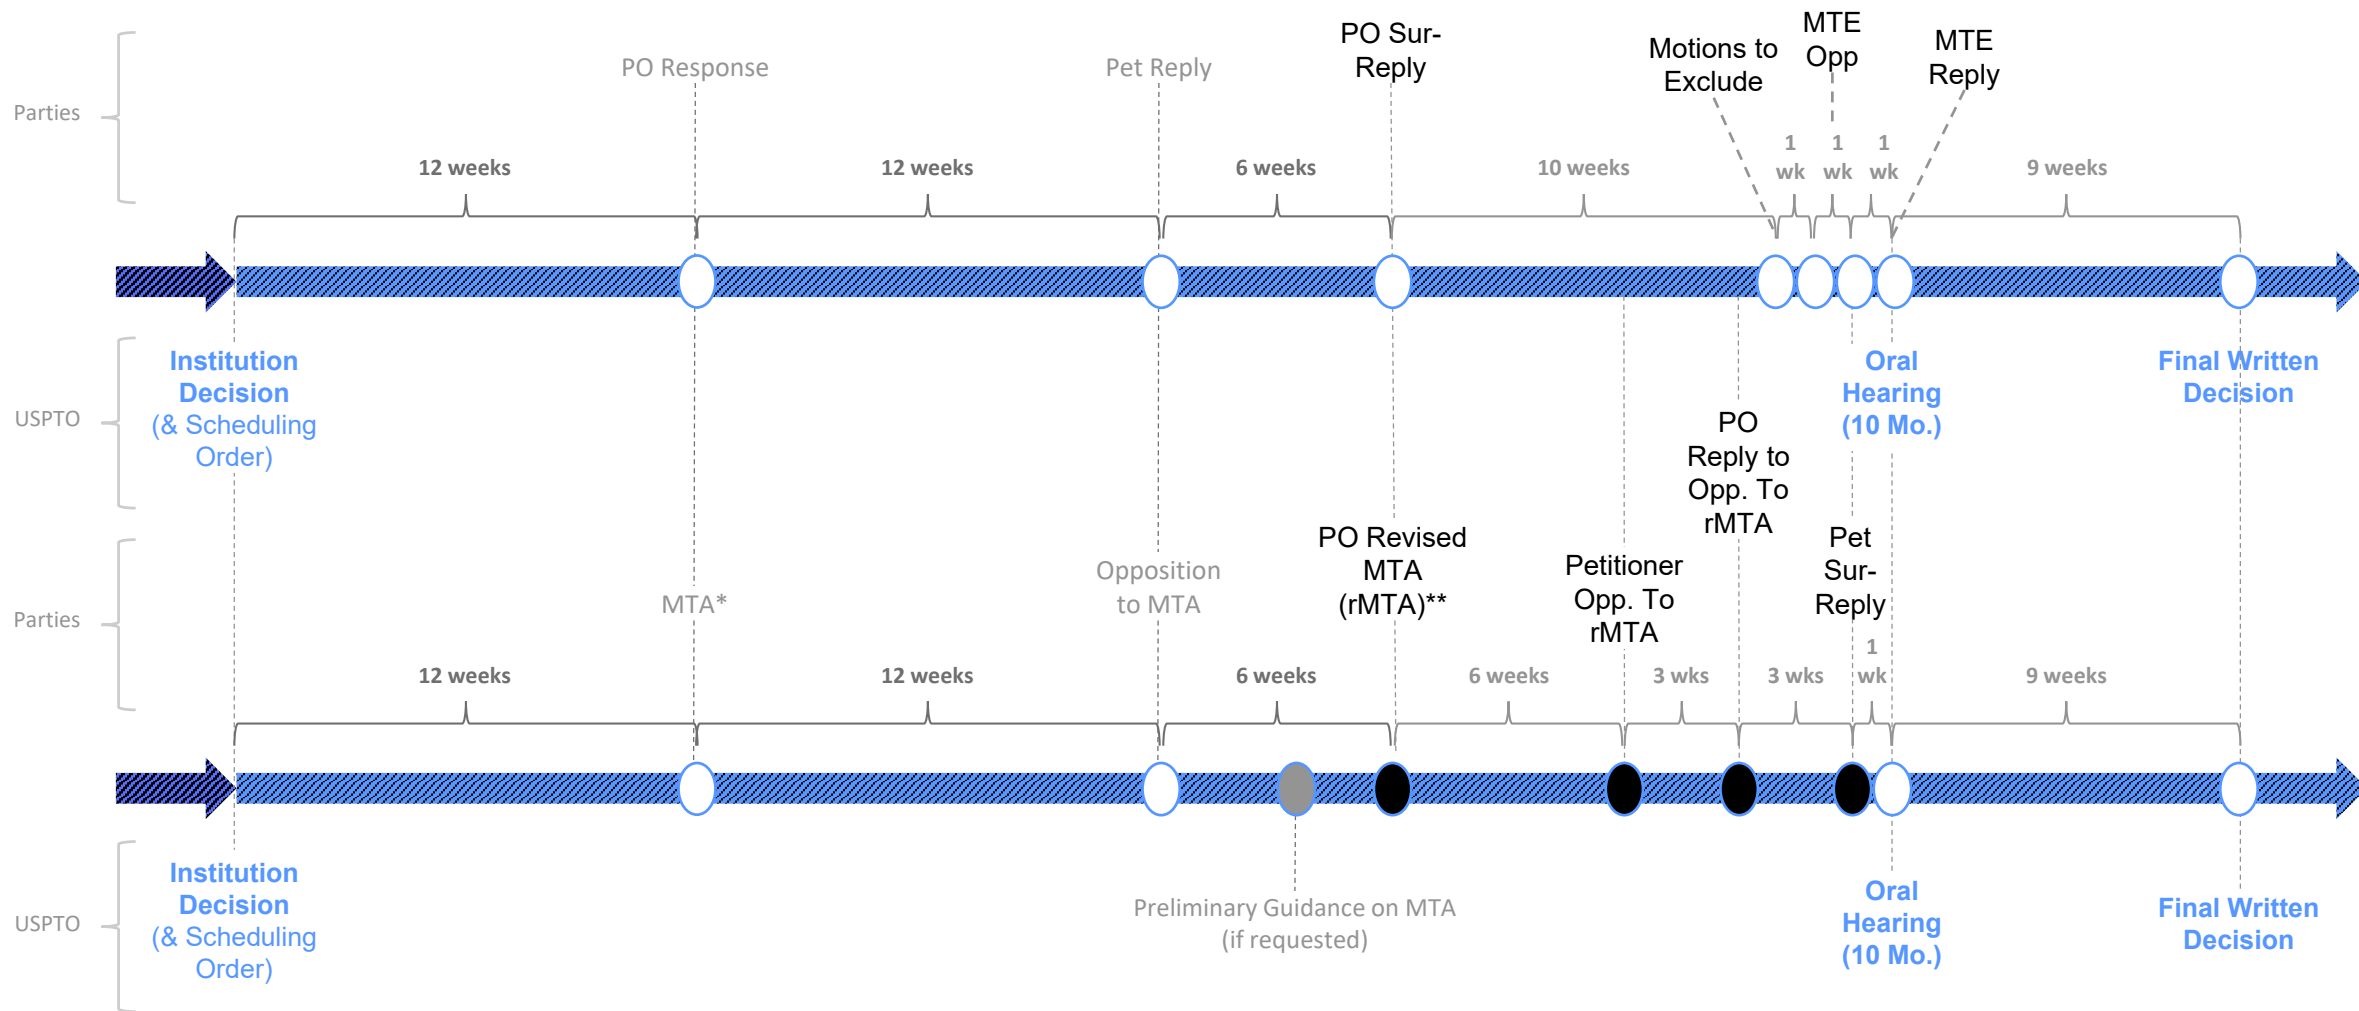 PO Sur-
Reply
Motions to
Exclude
MTE
Opp
MTE
Reply
PO Response
Pet Reply
Parties
12 weeks
12 weeks
6 weeks
10 weeks
1
wk
1
wk
1
wk
9 weeks
Institution
Decision
(& Scheduling
Order)
Oral
Hearing
(10 Mo.)
Final Written
Decision
USPTO
PO
Reply to
Opp. To
rMTA
PO Revised
MTA
(rMTA)**
Petitioner
Opp. To
rMTA
Pet
Sur-
Reply
Opposition
to MTA
MTA*
Parties
12 weeks
12 weeks
6 weeks
6 weeks
3 wks
3 wks
1
wk
9 weeks
Institution
Decision
(& Scheduling
Order)
Preliminary Guidance on MTA
(if requested)
Oral
Hearing
(10 Mo.)
Final Written
Decision
USPTO